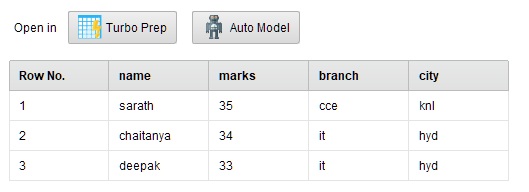 Open in Turbo Prep Auto Model
Row No. name marks branch city
1 sarath 35 cce knl
2 chaitanya 34 it hyd
3 deepak 33 it hyd